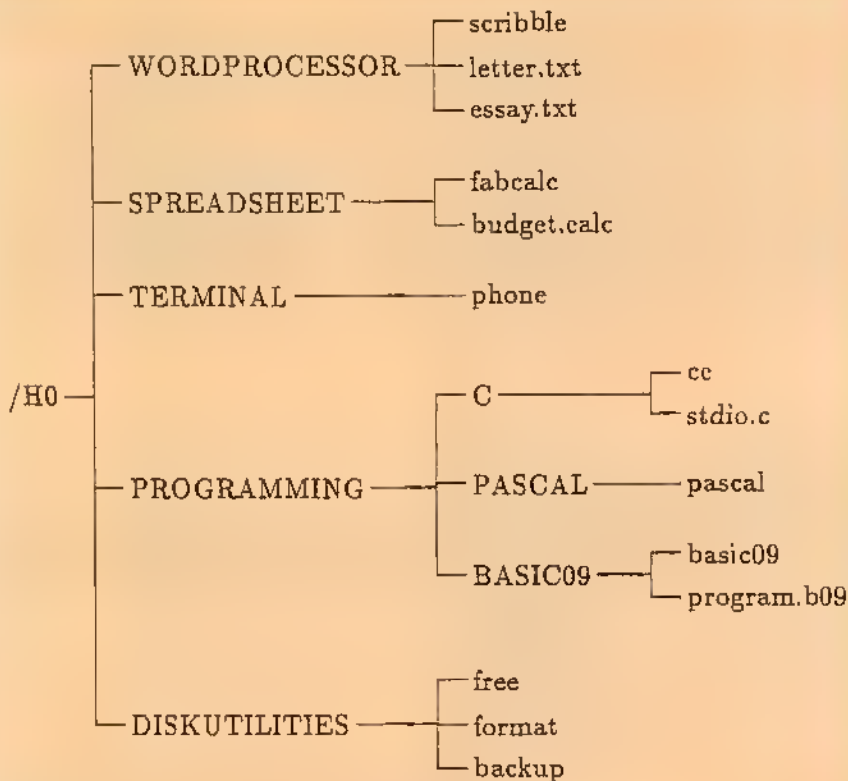 scribble
WORDPROCESSOR
letter.txt
essay.txt
fabcalc
SPREADSHEET
budget.calc
TERMINAL
phone
/H0
C
cc
stdio.c
PROGRAMMING
PASCAL
pascal
BASIC09
basic09
program.b09
free
DISKUTILITIES
format
backup